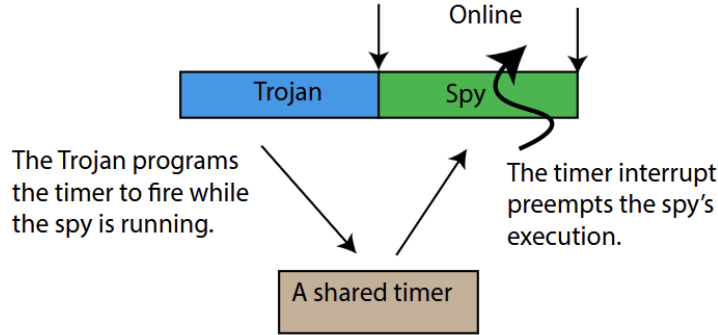 Online
Trojan
Spy
The Trojan programs
the timer to fire while
the spy is running.
The timer interrupt
preempts the spy's
execution.
A shared timer